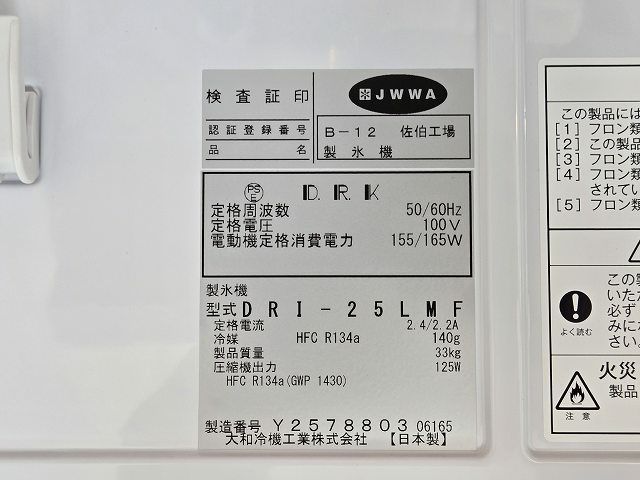 検査証印
JWWA
認証登録番号 B-12 佐伯工場
品名 製氷機
PSE D.R.K
定格周波数 50/60Hz
定格電圧 100V
電動機定格消費電力 155/165W
製氷機
型式 DRI-25LMF
定格電流 2.4/2.2A
冷媒 HFC R134a 140g
製品質量 33kg
圧縮機出力 125W
HFC R134a(GWP 1430)
製造番号 Y2578803 06165
大和冷機工業株式会社 【日本製】
この製品には
[1] フロン類
[2] この製品
[3] フロン類
[4] フロン類
されてい
[5] フロン類
この
いた
必ず
みに
さい。
よく読む
火災
製品
注意